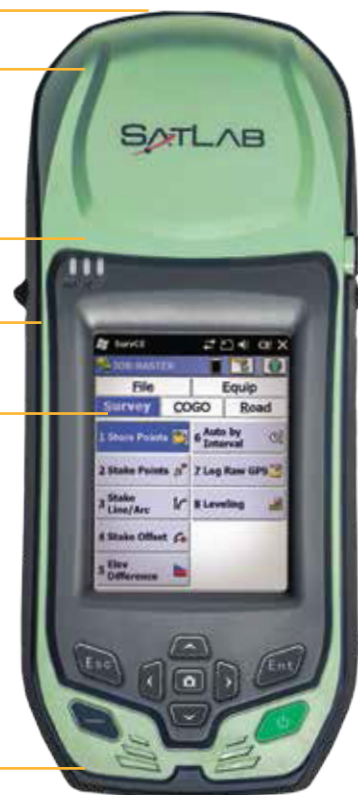 SATLAB
SurvCE
JOB:RASTER
File Equip
Survey COGO Road
1 Store Points 6 Auto by Interval
2 Stake Points 7 Log Raw GPS
3 Stake Line/Arc 8 Leveling
4 Stake Offset
5 Elev Difference
Esc Ent